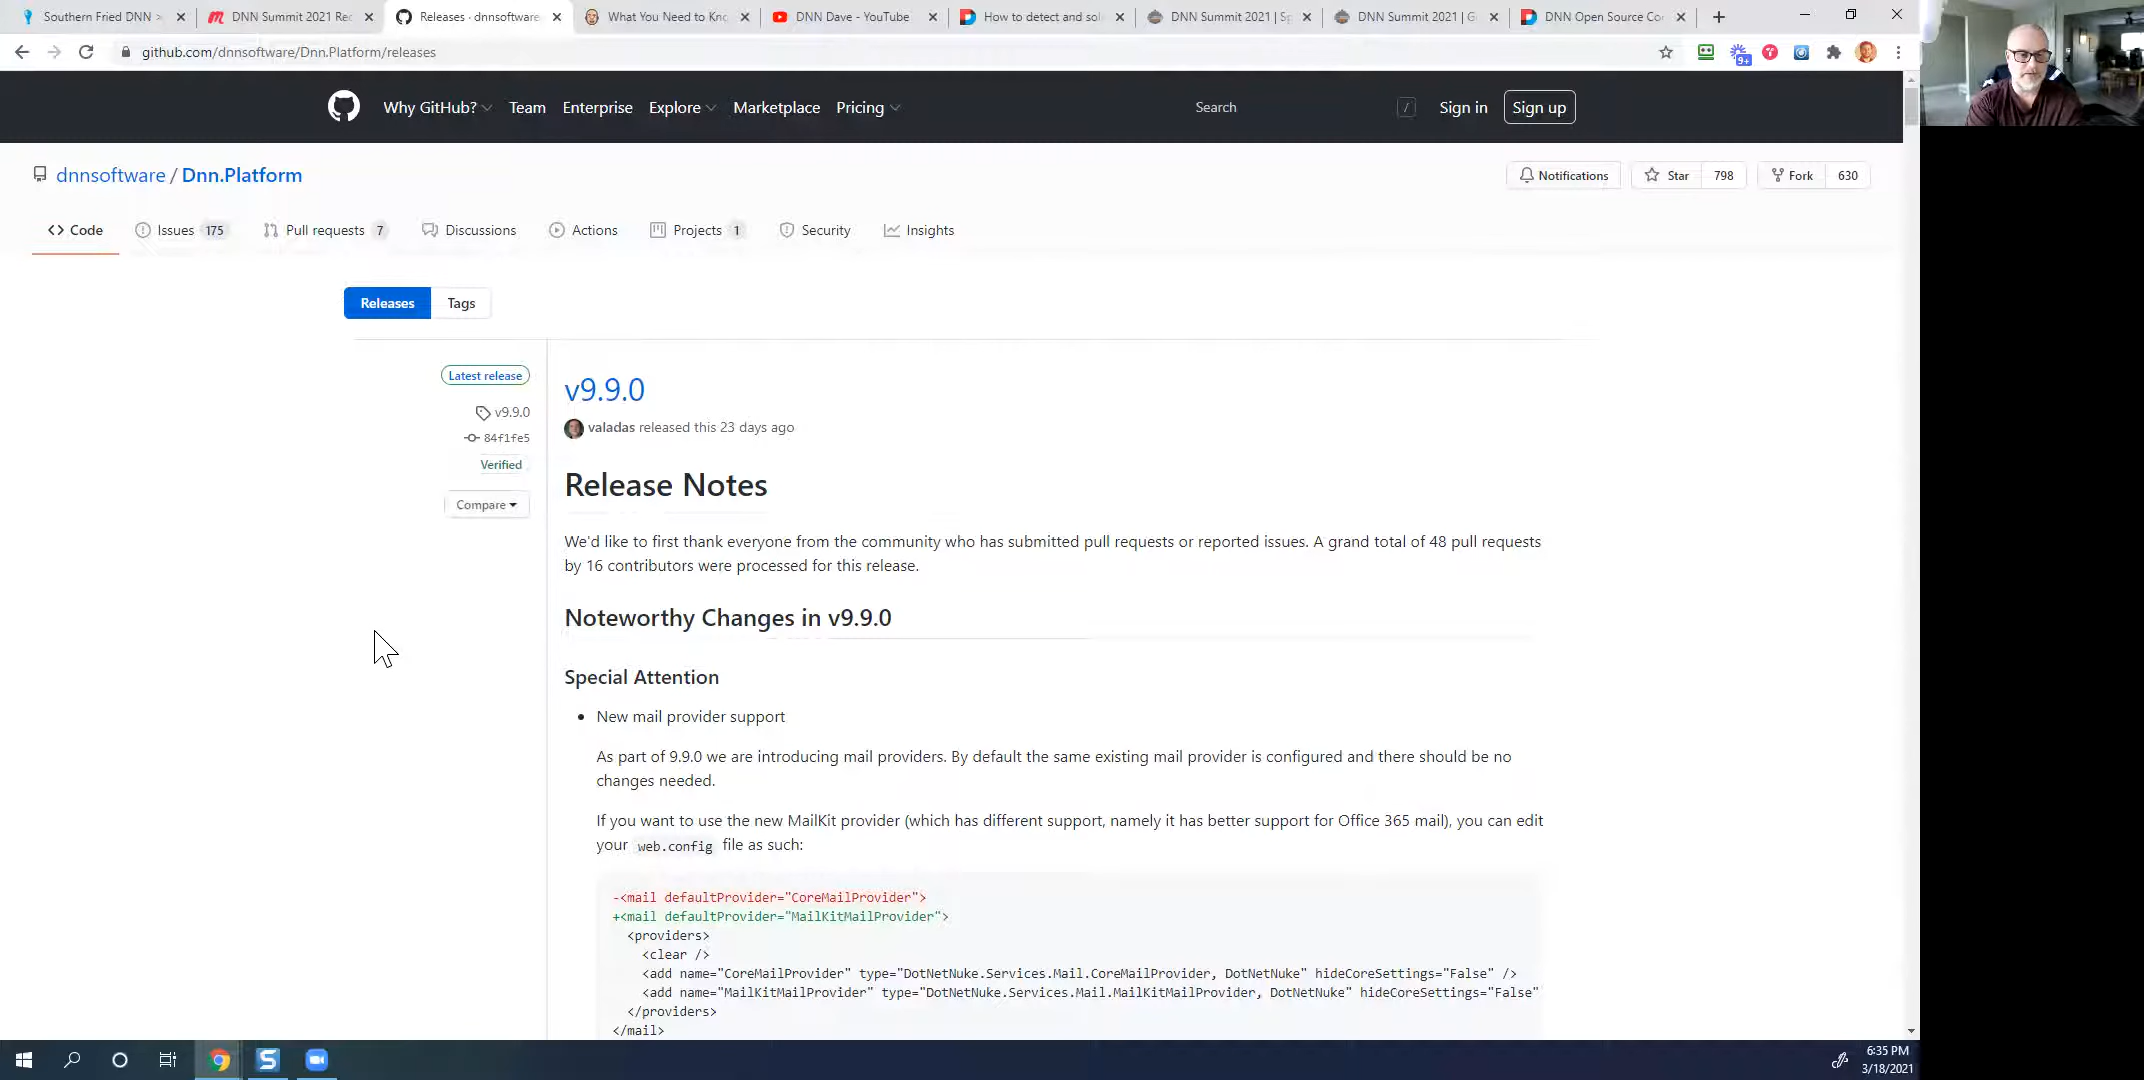 Southern Fried DNN >
DNN Summit 2021 Rec
Releases · dnnsoftware
What You Need to Kno
DNN Dave - YouTube
How to detect and sol
DNN Summit 2021 | Sp
DNN Summit 2021 | G
DNN Open Source Co
github.com/dnnsoftware/Dnn.Platform/releases
9+
Why GitHub?
Team
Enterprise
Explore
Marketplace
Pricing
Search
/
Sign in
Sign up
dnnsoftware / Dnn.Platform
Notifications
Star 798
Fork 630
<> Code
Issues 175
Pull requests 7
Discussions
Actions
Projects 1
Security
Insights
Releases
Tags
Latest release
v9.9.0
84f1fe5
Verified
Compare
v9.9.0
valadas released this 23 days ago
Release Notes
We'd like to first thank everyone from the community who has submitted pull requests or reported issues. A grand total of 48 pull requests
by 16 contributors were processed for this release.
Noteworthy Changes in v9.9.0
Special Attention
• New mail provider support
As part of 9.9.0 we are introducing mail providers. By default the same existing mail provider is configured and there should be no
changes needed.
If you want to use the new MailKit provider (which has different support, namely it has better support for Office 365 mail), you can edit
your web.config file as such:
-<mail defaultProvider="CoreMailProvider">
+<mail defaultProvider="MailKitMailProvider">
<providers>
<clear />
<add name="CoreMailProvider" type="DotNetNuke.Services.Mail.CoreMailProvider, DotNetNuke" hideCoreSettings="False" />
<add name="MailKitMailProvider" type="DotNetNuke.Services.Mail.MailKitMailProvider, DotNetNuke" hideCoreSettings="False"
</providers>
</mail>
6:35 PM
3/18/2021